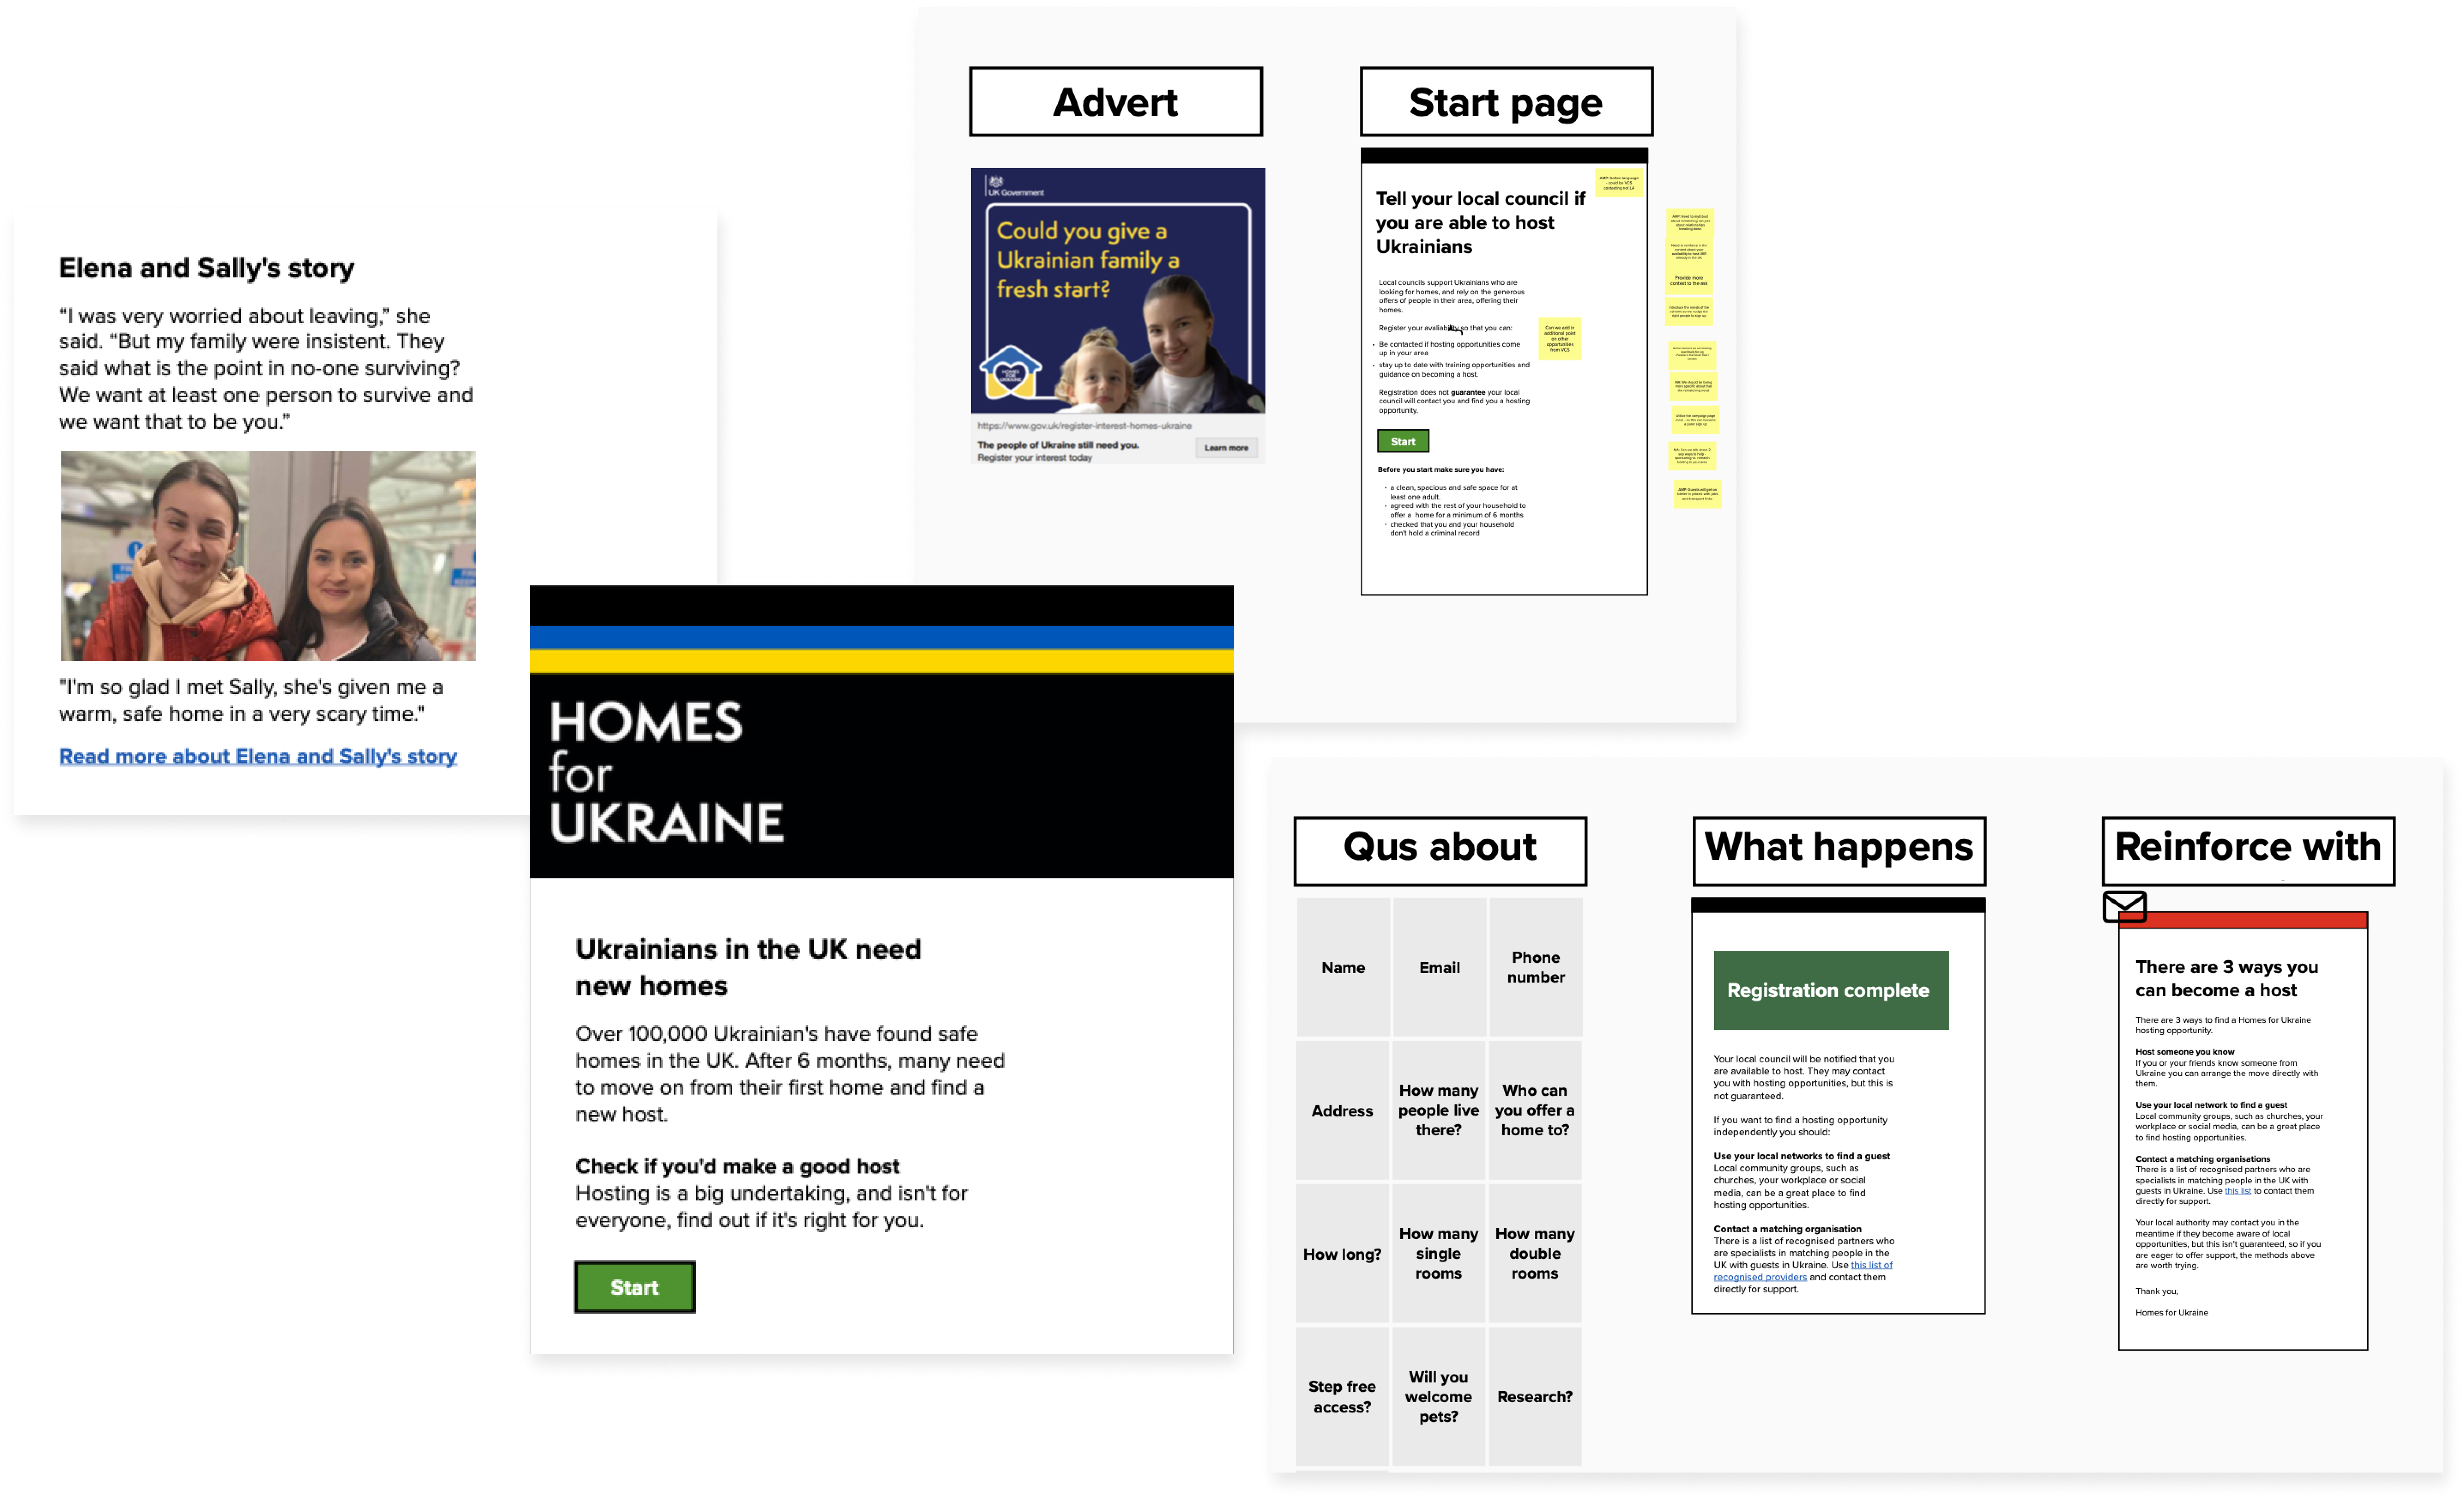 Elena and Sally's story
“I was very worried about leaving,” she
said. “But my family were insistent. They
said what is the point in no-one surviving?
We want at least one person to survive and
we want that to be you.”
"I'm so glad I met Sally, she's given me a
warm, safe home in a very scary time."
Read more about Elena and Sally's story
HOMES
for
UKRAINE
Ukrainians in the UK need
new homes
Over 100,000 Ukrainian's have found safe
homes in the UK. After 6 months, many need
to move on from their first home and find a
new host.
Check if you'd make a good host
Hosting is a big undertaking, and isn't for
everyone, find out if it's right for you.
Start
Advert
UK Government
Could you give a
Ukrainian family a
fresh start?
HOMES
FOR
UKRAINE
https://www.gov.uk/register-interest-homes-ukraine
The people of Ukraine still need you.
Register your interest today
Learn more
Start page
Tell your local council if
you are able to host
Ukrainians
Local councils support Ukrainians who are
looking for homes, and rely on the generous
offers of people in their area, offering their
homes.
Register your availability so that you can:
• Be contacted if hosting opportunities come
up in your area
• stay up to date with training opportunities and
guidance on becoming a host.
Registration does not guarantee your local
council will contact you and find you a hosting
opportunity.
Start
Before you start make sure you have:
• a clean, spacious and safe space for at
least one adult.
• agreed with the rest of your household to
offer a home for a minimum of 6 months
• checked that you and your household
don't hold a criminal record
Can we add in
additional point
on other
opportunities
from VCS
Provide more
context to the ask
Qus about
Name
Email
Phone
number
Address
How many
people live
there?
Who can
you offer a
home to?
How long?
How many
single
rooms
How many
double
rooms
Step free
access?
Will you
welcome
pets?
Research?
What happens
Registration complete
Your local council will be notified that you
are available to host. They may contact
you with hosting opportunities, but this is
not guaranteed.
If you want to find a hosting opportunity
independently you should:
Use your local networks to find a guest
Local community groups, such as
churches, your workplace or social
media, can be a great place to find
hosting opportunities.
Contact a matching organisation
There is a list of recognised partners who
are specialists in matching people in the
UK with guests in Ukraine. Use this list of
recognised providers and contact them
directly for support.
Reinforce with
There are 3 ways you
can become a host
There are 3 ways to find a Homes for Ukraine
hosting opportunity.
Host someone you know
If you or your friends know someone from
Ukraine you can arrange the move directly with
them.
Use your local network to find a guest
Local community groups, such as churches, your
workplace or social media, can be a great place
to find hosting opportunities.
Contact a matching organisations
There is a list of recognised partners who are
specialists in matching people in the UK with
guests in Ukraine. Use this list to contact them
directly for support.
Your local authority may contact you in the
meantime if they become aware of local
opportunities, but this isn't guaranteed, so if you
are eager to offer support, the methods above
are worth trying.
Thank you,
Homes for Ukraine